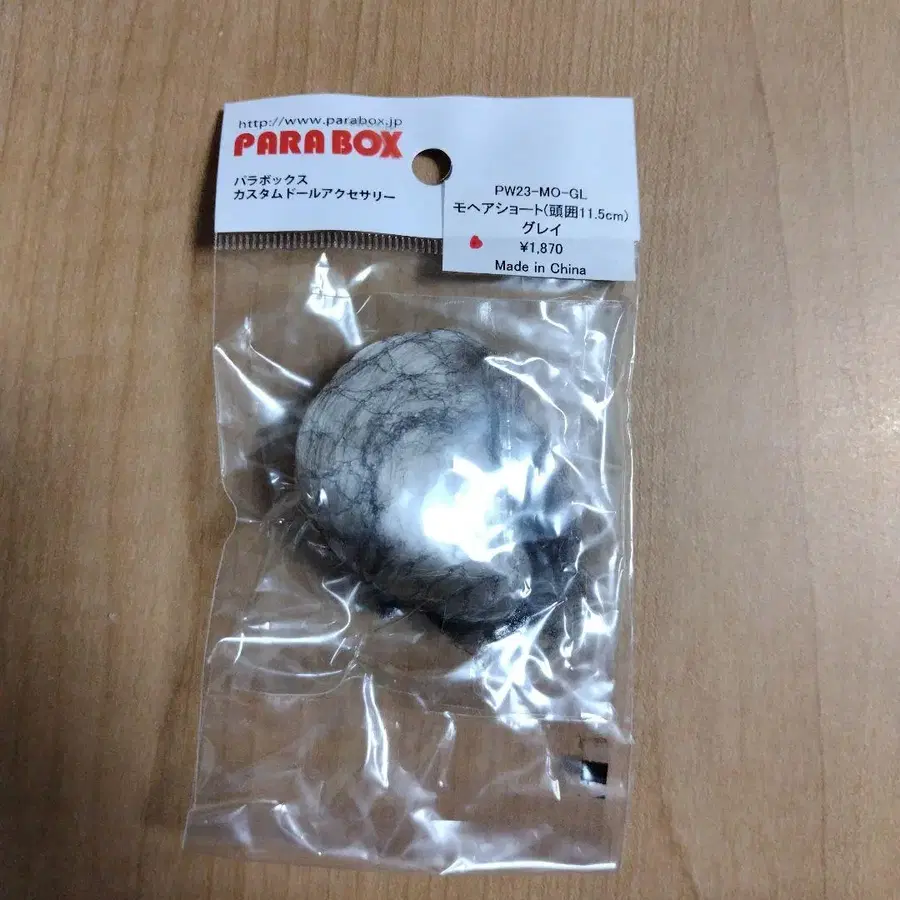 http://www.parabox.jp
PARABOX
パラボックス
カスタムドールアクセサリー
PW23-MO-GL
モヘアショート(頭囲11.5cm)
グレイ
¥1,870
Made in China